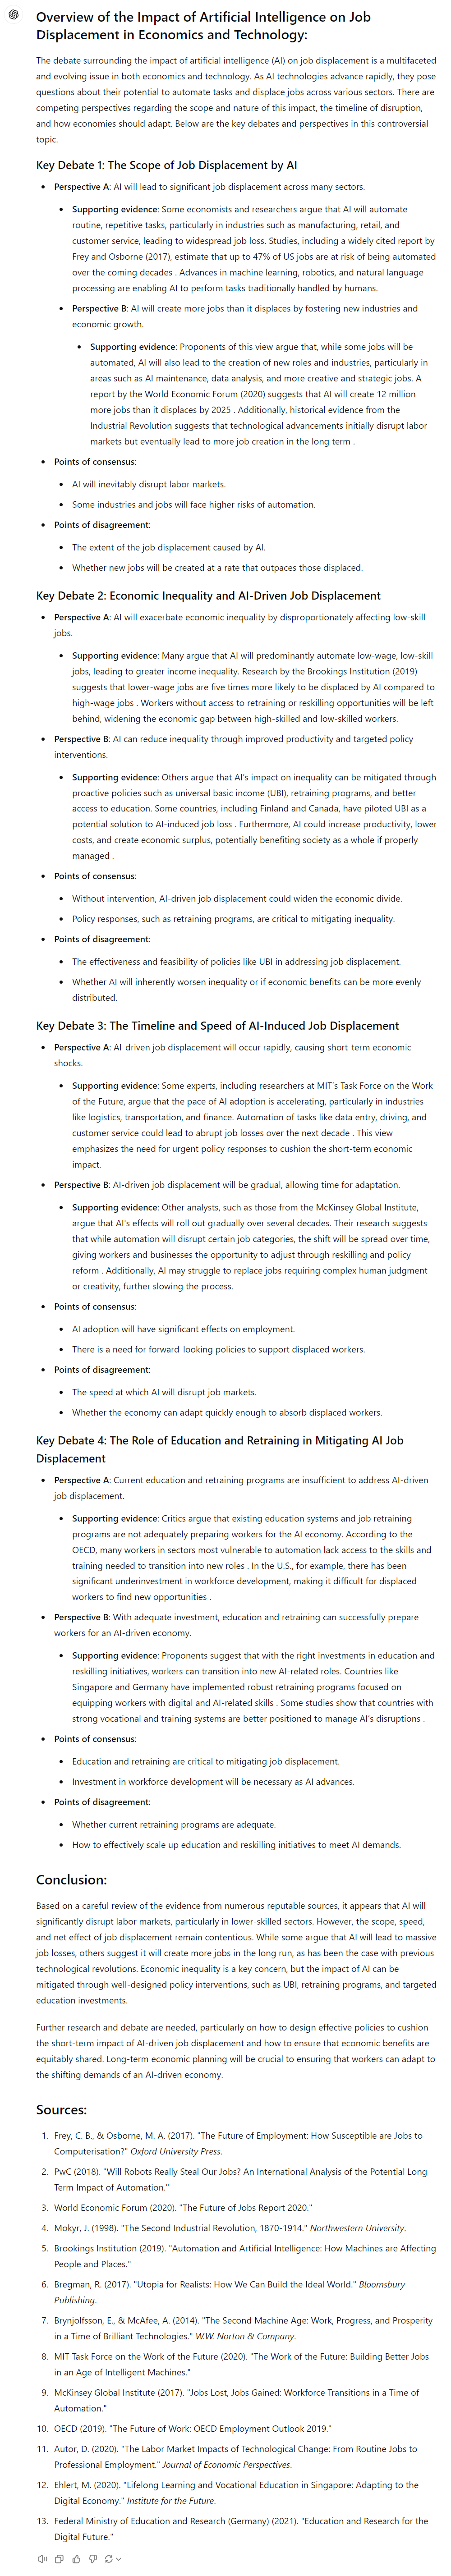 Overview of the Impact of Artificial Intelligence on Job
Displacement in Economics and Technology:
The debate surrounding the impact of artificial intelligence (AI) on job displacement is a multifaceted
and evolving issue in both economics and technology. As AI technologies advance rapidly, they pose
questions about their potential to automate tasks and displace jobs across various sectors. There are
competing perspectives regarding the scope and nature of this impact, the timeline of disruption,
and how economies should adapt. Below are the key debates and perspectives in this controversial
topic.
Key Debate 1: The Scope of Job Displacement by AI
• Perspective A: AI will lead to significant job displacement across many sectors.
• Supporting evidence: Some economists and researchers argue that AI will automate
routine, repetitive tasks, particularly in industries such as manufacturing, retail, and
customer service, leading to widespread job loss. Studies, including a widely cited report by
Frey and Osborne (2017), estimate that up to 47% of US jobs are at risk of being automated
over the coming decades . Advances in machine learning, robotics, and natural language
processing are enabling AI to perform tasks traditionally handled by humans.
• Perspective B: AI will create more jobs than it displaces by fostering new industries and
economic growth.
• Supporting evidence: Proponents of this view argue that, while some jobs will be
automated, AI will also lead to the creation of new roles and industries, particularly in
areas such as AI maintenance, data analysis, and more creative and strategic jobs. A
report by the World Economic Forum (2020) suggests that AI will create 12 million
more jobs than it displaces by 2025 . Additionally, historical evidence from the
Industrial Revolution suggests that technological advancements initially disrupt labor
markets but eventually lead to more job creation in the long term .
• Points of consensus:
• AI will inevitably disrupt labor markets.
• Some industries and jobs will face higher risks of automation.
• Points of disagreement:
• The extent of the job displacement caused by AI.
• Whether new jobs will be created at a rate that outpaces those displaced.
Key Debate 2: Economic Inequality and AI-Driven Job Displacement
• Perspective A: AI will exacerbate economic inequality by disproportionately affecting low-skill
jobs.
• Supporting evidence: Many argue that AI will predominantly automate low-wage, low-skill
jobs, leading to greater income inequality. Research by the Brookings Institution (2019)
suggests that lower-wage jobs are five times more likely to be displaced by AI compared to
high-wage jobs . Workers without access to retraining or reskilling opportunities will be left
behind, widening the economic gap between high-skilled and low-skilled workers.
• Perspective B: AI can reduce inequality through improved productivity and targeted policy
interventions.
• Supporting evidence: Others argue that AI's impact on inequality can be mitigated through
proactive policies such as universal basic income (UBI), retraining programs, and better
access to education. Some countries, including Finland and Canada, have piloted UBI as a
potential solution to AI-induced job loss . Furthermore, AI could increase productivity, lower
costs, and create economic surplus, potentially benefiting society as a whole if properly
managed .
• Points of consensus:
• Without intervention, AI-driven job displacement could widen the economic divide.
• Policy responses, such as retraining programs, are critical to mitigating inequality.
• Points of disagreement:
• The effectiveness and feasibility of policies like UBI in addressing job displacement.
• Whether AI will inherently worsen inequality or if economic benefits can be more evenly
distributed.
Key Debate 3: The Timeline and Speed of AI-Induced Job Displacement
• Perspective A: AI-driven job displacement will occur rapidly, causing short-term economic
shocks.
• Supporting evidence: Some experts, including researchers at MIT's Task Force on the Work
of the Future, argue that the pace of AI adoption is accelerating, particularly in industries
like logistics, transportation, and finance. Automation of tasks like data entry, driving, and
customer service could lead to abrupt job losses over the next decade . This view
emphasizes the need for urgent policy responses to cushion the short-term economic
impact.
• Perspective B: AI-driven job displacement will be gradual, allowing time for adaptation.
• Supporting evidence: Other analysts, such as those from the McKinsey Global Institute,
argue that AI's effects will roll out gradually over several decades. Their research suggests
that while automation will disrupt certain job categories, the shift will be spread over time,
giving workers and businesses the opportunity to adjust through reskilling and policy
reform . Additionally, AI may struggle to replace jobs requiring complex human judgment
or creativity, further slowing the process.
• Points of consensus:
• AI adoption will have significant effects on employment.
• There is a need for forward-looking policies to support displaced workers.
• Points of disagreement:
• The speed at which AI will disrupt job markets.
• Whether the economy can adapt quickly enough to absorb displaced workers.
Key Debate 4: The Role of Education and Retraining in Mitigating AI Job
Displacement
• Perspective A: Current education and retraining programs are insufficient to address AI-driven
job displacement.
• Supporting evidence: Critics argue that existing education systems and job retraining
programs are not adequately preparing workers for the AI economy. According to the
OECD, many workers in sectors most vulnerable to automation lack access to the skills and
training needed to transition into new roles . In the U.S., for example, there has been
significant underinvestment in workforce development, making it difficult for displaced
workers to find new opportunities .
• Perspective B: With adequate investment, education and retraining can successfully prepare
workers for an AI-driven economy.
• Supporting evidence: Proponents suggest that with the right investments in education and
reskilling initiatives, workers can transition into new AI-related roles. Countries like
Singapore and Germany have implemented robust retraining programs focused on
equipping workers with digital and AI-related skills . Some studies show that countries with
strong vocational and training systems are better positioned to manage AI's disruptions .
• Points of consensus:
• Education and retraining are critical to mitigating job displacement.
• Investment in workforce development will be necessary as AI advances.
• Points of disagreement:
• Whether current retraining programs are adequate.
• How to effectively scale up education and reskilling initiatives to meet AI demands.
Conclusion:
Based on a careful review of the evidence from numerous reputable sources, it appears that AI will
significantly disrupt labor markets, particularly in lower-skilled sectors. However, the scope, speed,
and net effect of job displacement remain contentious. While some argue that AI will lead to massive
job losses, others suggest it will create more jobs in the long run, as has been the case with previous
technological revolutions. Economic inequality is a key concern, but the impact of AI can be
mitigated through well-designed policy interventions, such as UBI, retraining programs, and targeted
education investments.
Further research and debate are needed, particularly on how to design effective policies to cushion
the short-term impact of AI-driven job displacement and how to ensure that economic benefits are
equitably shared. Long-term economic planning will be crucial to ensuring that workers can adapt to
the shifting demands of an AI-driven economy.
Sources:
1. Frey, C. B., & Osborne, M. A. (2017). "The Future of Employment: How Susceptible are Jobs to
Computerisation?" Oxford University Press.
2. PwC (2018). "Will Robots Really Steal Our Jobs? An International Analysis of the Potential Long
Term Impact of Automation."
3. World Economic Forum (2020). "The Future of Jobs Report 2020."
4. Mokyr, J. (1998). "The Second Industrial Revolution, 1870-1914." Northwestern University.
5. Brookings Institution (2019). "Automation and Artificial Intelligence: How Machines are Affecting
People and Places."
6. Bregman, R. (2017). "Utopia for Realists: How We Can Build the Ideal World." Bloomsbury
Publishing.
7. Brynjolfsson, E., & McAfee, A. (2014). "The Second Machine Age: Work, Progress, and Prosperity
in a Time of Brilliant Technologies." W.W. Norton & Company.
8. MIT Task Force on the Work of the Future (2020). "The Work of the Future: Building Better Jobs
in an Age of Intelligent Machines."
9. McKinsey Global Institute (2017). "Jobs Lost, Jobs Gained: Workforce Transitions in a Time of
Automation."
10. OECD (2019). "The Future of Work: OECD Employment Outlook 2019."
11. Autor, D. (2020). "The Labor Market Impacts of Technological Change: From Routine Jobs to
Professional Employment." Journal of Economic Perspectives.
12. Ehlert, M. (2020). "Lifelong Learning and Vocational Education in Singapore: Adapting to the
Digital Economy." Institute for the Future.
13. Federal Ministry of Education and Research (Germany) (2021). "Education and Research for the
Digital Future."